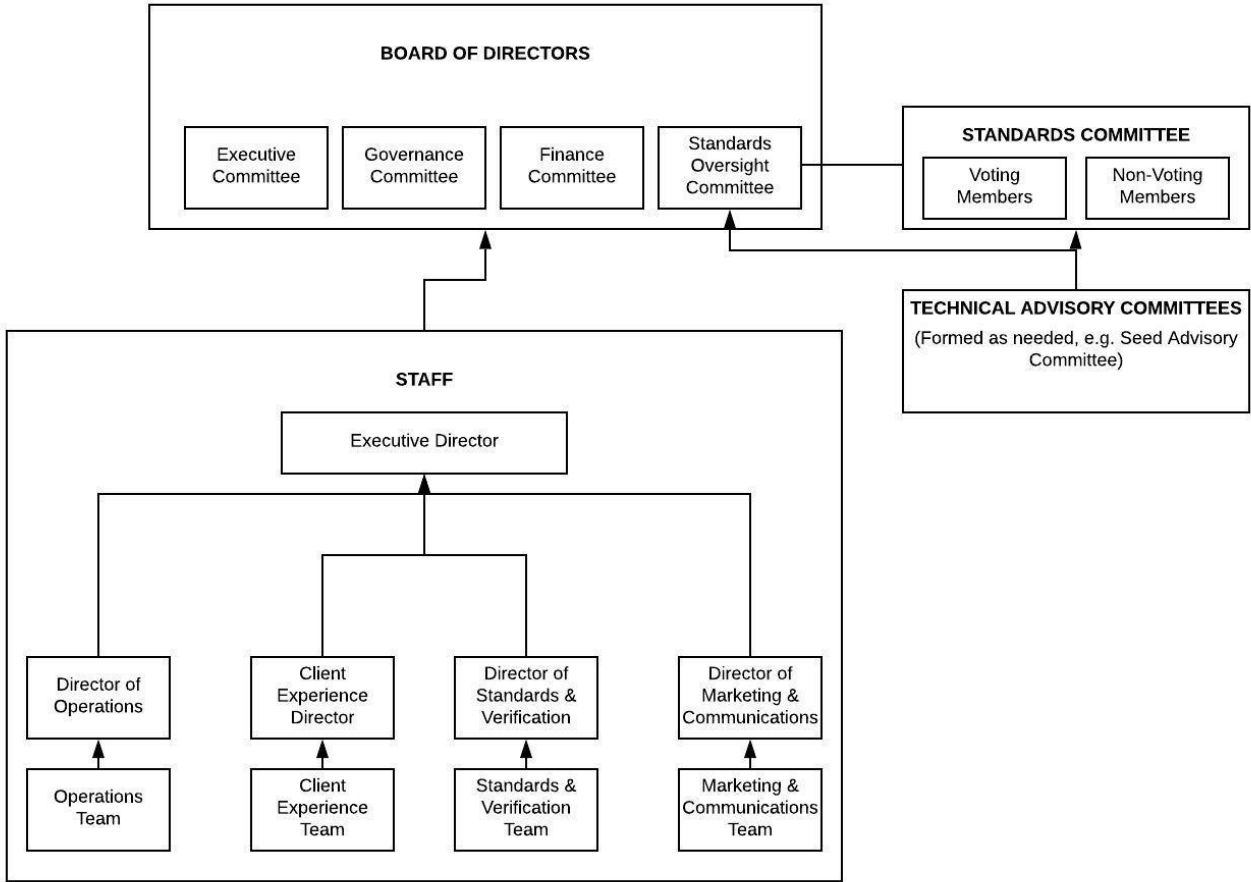 BOARD OF DIRECTORS
Executive
Committee
Governance
Committee
Finance
Committee
Standards
Oversight
Committee
STANDARDS COMMITTEE
Voting
Members
Non-Voting
Members
TECHNICAL ADVISORY COMMITTEES
(Formed as needed, e.g. Seed Advisory
Committee)
STAFF
Executive Director
Director of
Operations
Client
Experience
Director
Director of
Standards &
Verification
Director of
Marketing &
Communications
Operations
Team
Client
Experience
Team
Standards &
Verification
Team
Marketing &
Communications
Team